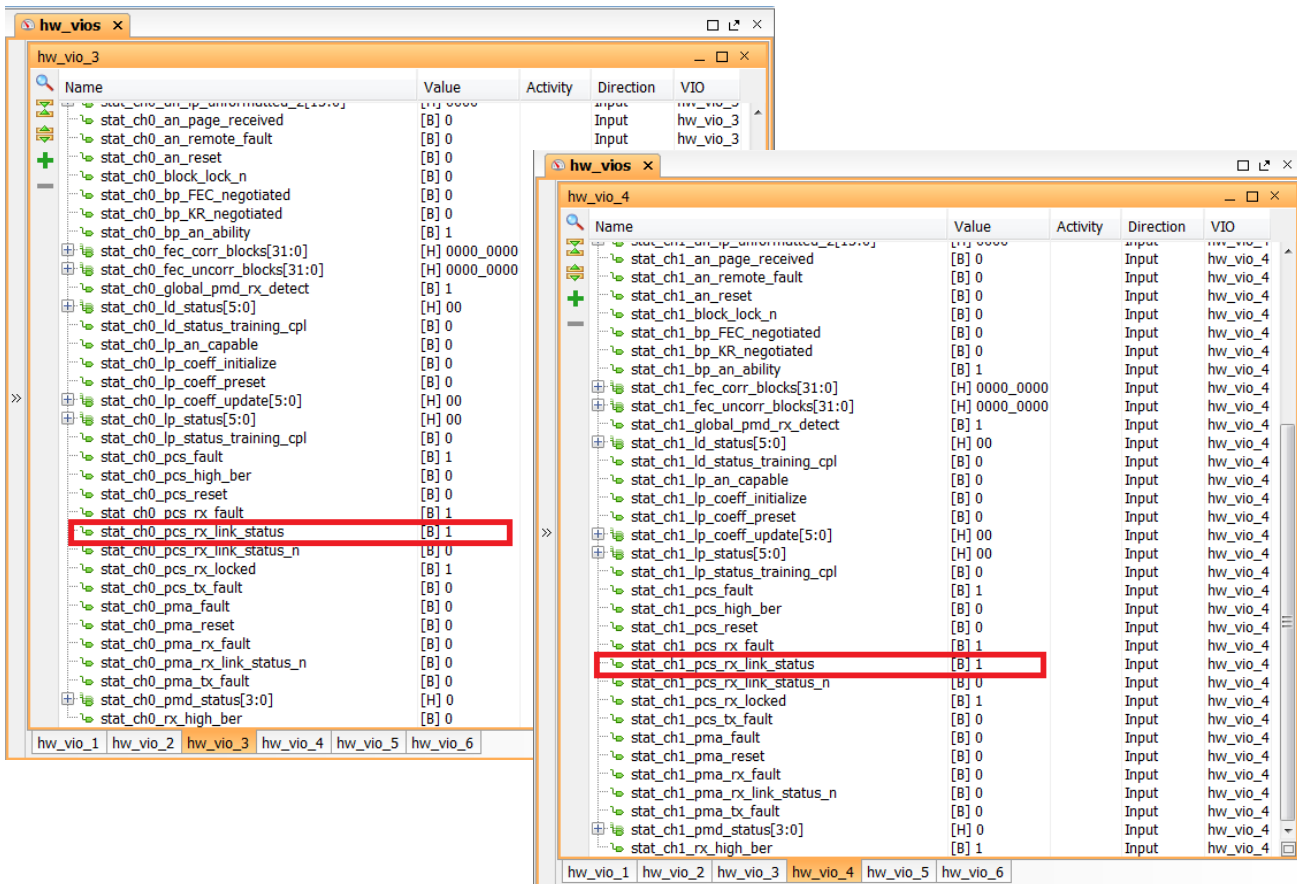 hw_vios
hw_vio_3
Name Value Activity Direction VIO
stat_ch0_an_lp_unformatted_2[15:0] [H] 0000 Input hw_vio_3
stat_ch0_an_page_received [B] 0 Input hw_vio_3
stat_ch0_an_remote_fault [B] 0 Input hw_vio_3
stat_ch0_an_reset [B] 0
stat_ch0_block_lock_n [B] 0
stat_ch0_bp_FEC_negotiated [B] 0
stat_ch0_bp_KR_negotiated [B] 0
stat_ch0_bp_an_ability [B] 1
stat_ch0_fec_corr_blocks[31:0] [H] 0000_0000
stat_ch0_fec_uncorr_blocks[31:0] [H] 0000_0000
stat_ch0_global_pmd_rx_detect [B] 1
stat_ch0_ld_status[5:0] [H] 00
stat_ch0_ld_status_training_cpl [B] 0
stat_ch0_lp_an_capable [B] 0
stat_ch0_lp_coeff_initialize [B] 0
stat_ch0_lp_coeff_preset [B] 0
stat_ch0_lp_coeff_update[5:0] [H] 00
stat_ch0_lp_status[5:0] [H] 00
stat_ch0_lp_status_training_cpl [B] 0
stat_ch0_pcs_fault [B] 1
stat_ch0_pcs_high_ber [B] 0
stat_ch0_pcs_reset [B] 0
stat_ch0_pcs_rx_fault [B] 1
stat_ch0_pcs_rx_link_status [B] 1
stat_ch0_pcs_rx_link_status_n [B] 0
stat_ch0_pcs_rx_locked [B] 1
stat_ch0_pcs_tx_fault [B] 0
stat_ch0_pma_fault [B] 0
stat_ch0_pma_reset [B] 0
stat_ch0_pma_rx_fault [B] 0
stat_ch0_pma_rx_link_status_n [B] 0
stat_ch0_pma_tx_fault [B] 0
stat_ch0_pmd_status[3:0] [H] 0
stat_ch0_rx_high_ber [B] 0
hw_vio_1 hw_vio_2 hw_vio_3 hw_vio_4 hw_vio_5 hw_vio_6
hw_vios
hw_vio_4
Name Value Activity Direction VIO
stat_ch1_an_lp_unformatted_2[15:0] [H] 0000 Input hw_vio_4
stat_ch1_an_page_received [B] 0 Input hw_vio_4
stat_ch1_an_remote_fault [B] 0 Input hw_vio_4
stat_ch1_an_reset [B] 0 Input hw_vio_4
stat_ch1_block_lock_n [B] 0 Input hw_vio_4
stat_ch1_bp_FEC_negotiated [B] 0 Input hw_vio_4
stat_ch1_bp_KR_negotiated [B] 0 Input hw_vio_4
stat_ch1_bp_an_ability [B] 1 Input hw_vio_4
stat_ch1_fec_corr_blocks[31:0] [H] 0000_0000 Input hw_vio_4
stat_ch1_fec_uncorr_blocks[31:0] [H] 0000_0000 Input hw_vio_4
stat_ch1_global_pmd_rx_detect [B] 1 Input hw_vio_4
stat_ch1_ld_status[5:0] [H] 00 Input hw_vio_4
stat_ch1_ld_status_training_cpl [B] 0 Input hw_vio_4
stat_ch1_lp_an_capable [B] 0 Input hw_vio_4
stat_ch1_lp_coeff_initialize [B] 0 Input hw_vio_4
stat_ch1_lp_coeff_preset [B] 0 Input hw_vio_4
stat_ch1_lp_coeff_update[5:0] [H] 00 Input hw_vio_4
stat_ch1_lp_status[5:0] [H] 00 Input hw_vio_4
stat_ch1_lp_status_training_cpl [B] 0 Input hw_vio_4
stat_ch1_pcs_fault [B] 1 Input hw_vio_4
stat_ch1_pcs_high_ber [B] 0 Input hw_vio_4
stat_ch1_pcs_reset [B] 0 Input hw_vio_4
stat_ch1_pcs_rx_fault [B] 1 Input hw_vio_4
stat_ch1_pcs_rx_link_status [B] 1 Input hw_vio_4
stat_ch1_pcs_rx_link_status_n [B] 0 Input hw_vio_4
stat_ch1_pcs_rx_locked [B] 1 Input hw_vio_4
stat_ch1_pcs_tx_fault [B] 0 Input hw_vio_4
stat_ch1_pma_fault [B] 0 Input hw_vio_4
stat_ch1_pma_reset [B] 0 Input hw_vio_4
stat_ch1_pma_rx_fault [B] 0 Input hw_vio_4
stat_ch1_pma_rx_link_status_n [B] 0 Input hw_vio_4
stat_ch1_pma_tx_fault [B] 0 Input hw_vio_4
stat_ch1_pmd_status[3:0] [H] 0 Input hw_vio_4
stat_ch1_rx_high_ber [B] 1 Input hw_vio_4
hw_vio_1 hw_vio_2 hw_vio_3 hw_vio_4 hw_vio_5 hw_vio_6